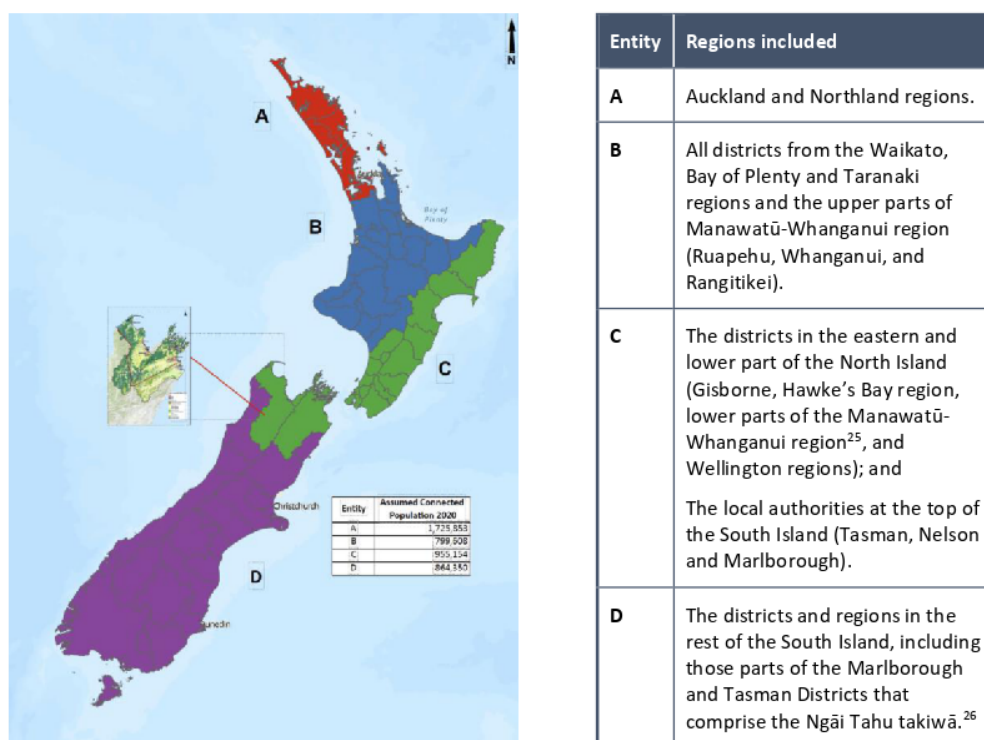 N
A
B
Bay of
Plenty
C
Christchurch
Entity
Assumed Connected
Population 2020
A
1,725,853
B
799,608
C
955,154
D
864,350
D
Entity
Regions included
A
Auckland and Northland regions.
B
All districts from the Waikato,
Bay of Plenty and Taranaki
regions and the upper parts of
Manawatū-Whanganui region
(Ruapehu, Whanganui, and
Rangitikei).
C
The districts in the eastern and
lower part of the North Island
(Gisborne, Hawke’s Bay region,
lower parts of the Manawatū-
Whanganui region25, and
Wellington regions); and
The local authorities at the top of
the South Island (Tasman, Nelson
and Marlborough).
D
The districts and regions in the
rest of the South Island, including
those parts of the Marlborough
and Tasman Districts that
comprise the Ngāi Tahu takiwā.26